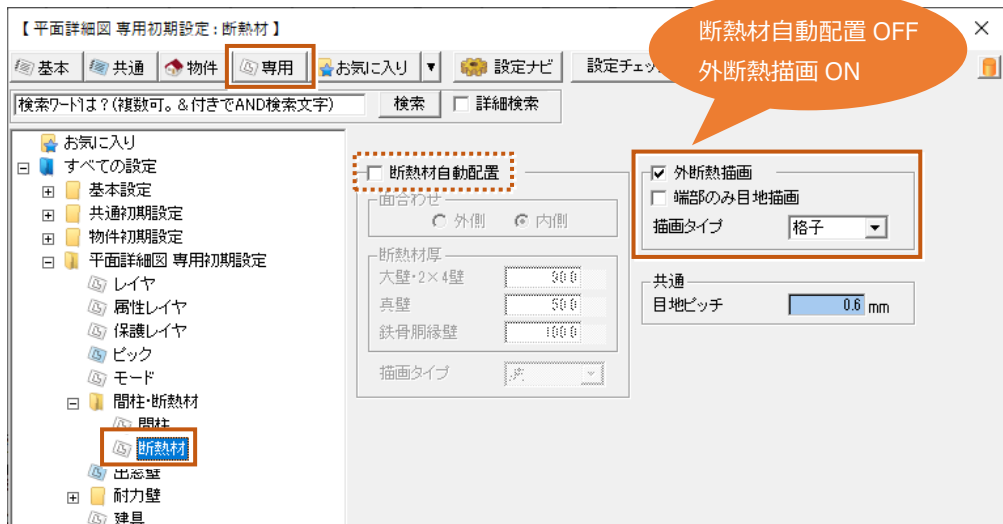 【 平面詳細図 専用初期設定 : 断熱材 】
断熱材自動配置 OFF
外断熱描画 ON
基本 共通 物件 専用 お気に入り ▼ 設定ナビ 設定チェッ
検索ワードは？(複数可。＆付きでAND検索文字) 検索 詳細検索
お気に入り
すべての設定
基本設定
共通初期設定
物件初期設定
平面詳細図 専用初期設定
レイヤ
属性レイヤ
保護レイヤ
ピック
モード
間柱・断熱材
間柱
断熱材
出窓壁
耐力壁
建具
断熱材自動配置
面合わせ
外側 内側
断熱材厚
大壁・2×4壁
真壁
鉄骨胴縁壁
描画タイプ
外断熱描画
端部のみ目地描画
描画タイプ 格子
共通
目地ピッチ 0.6 mm